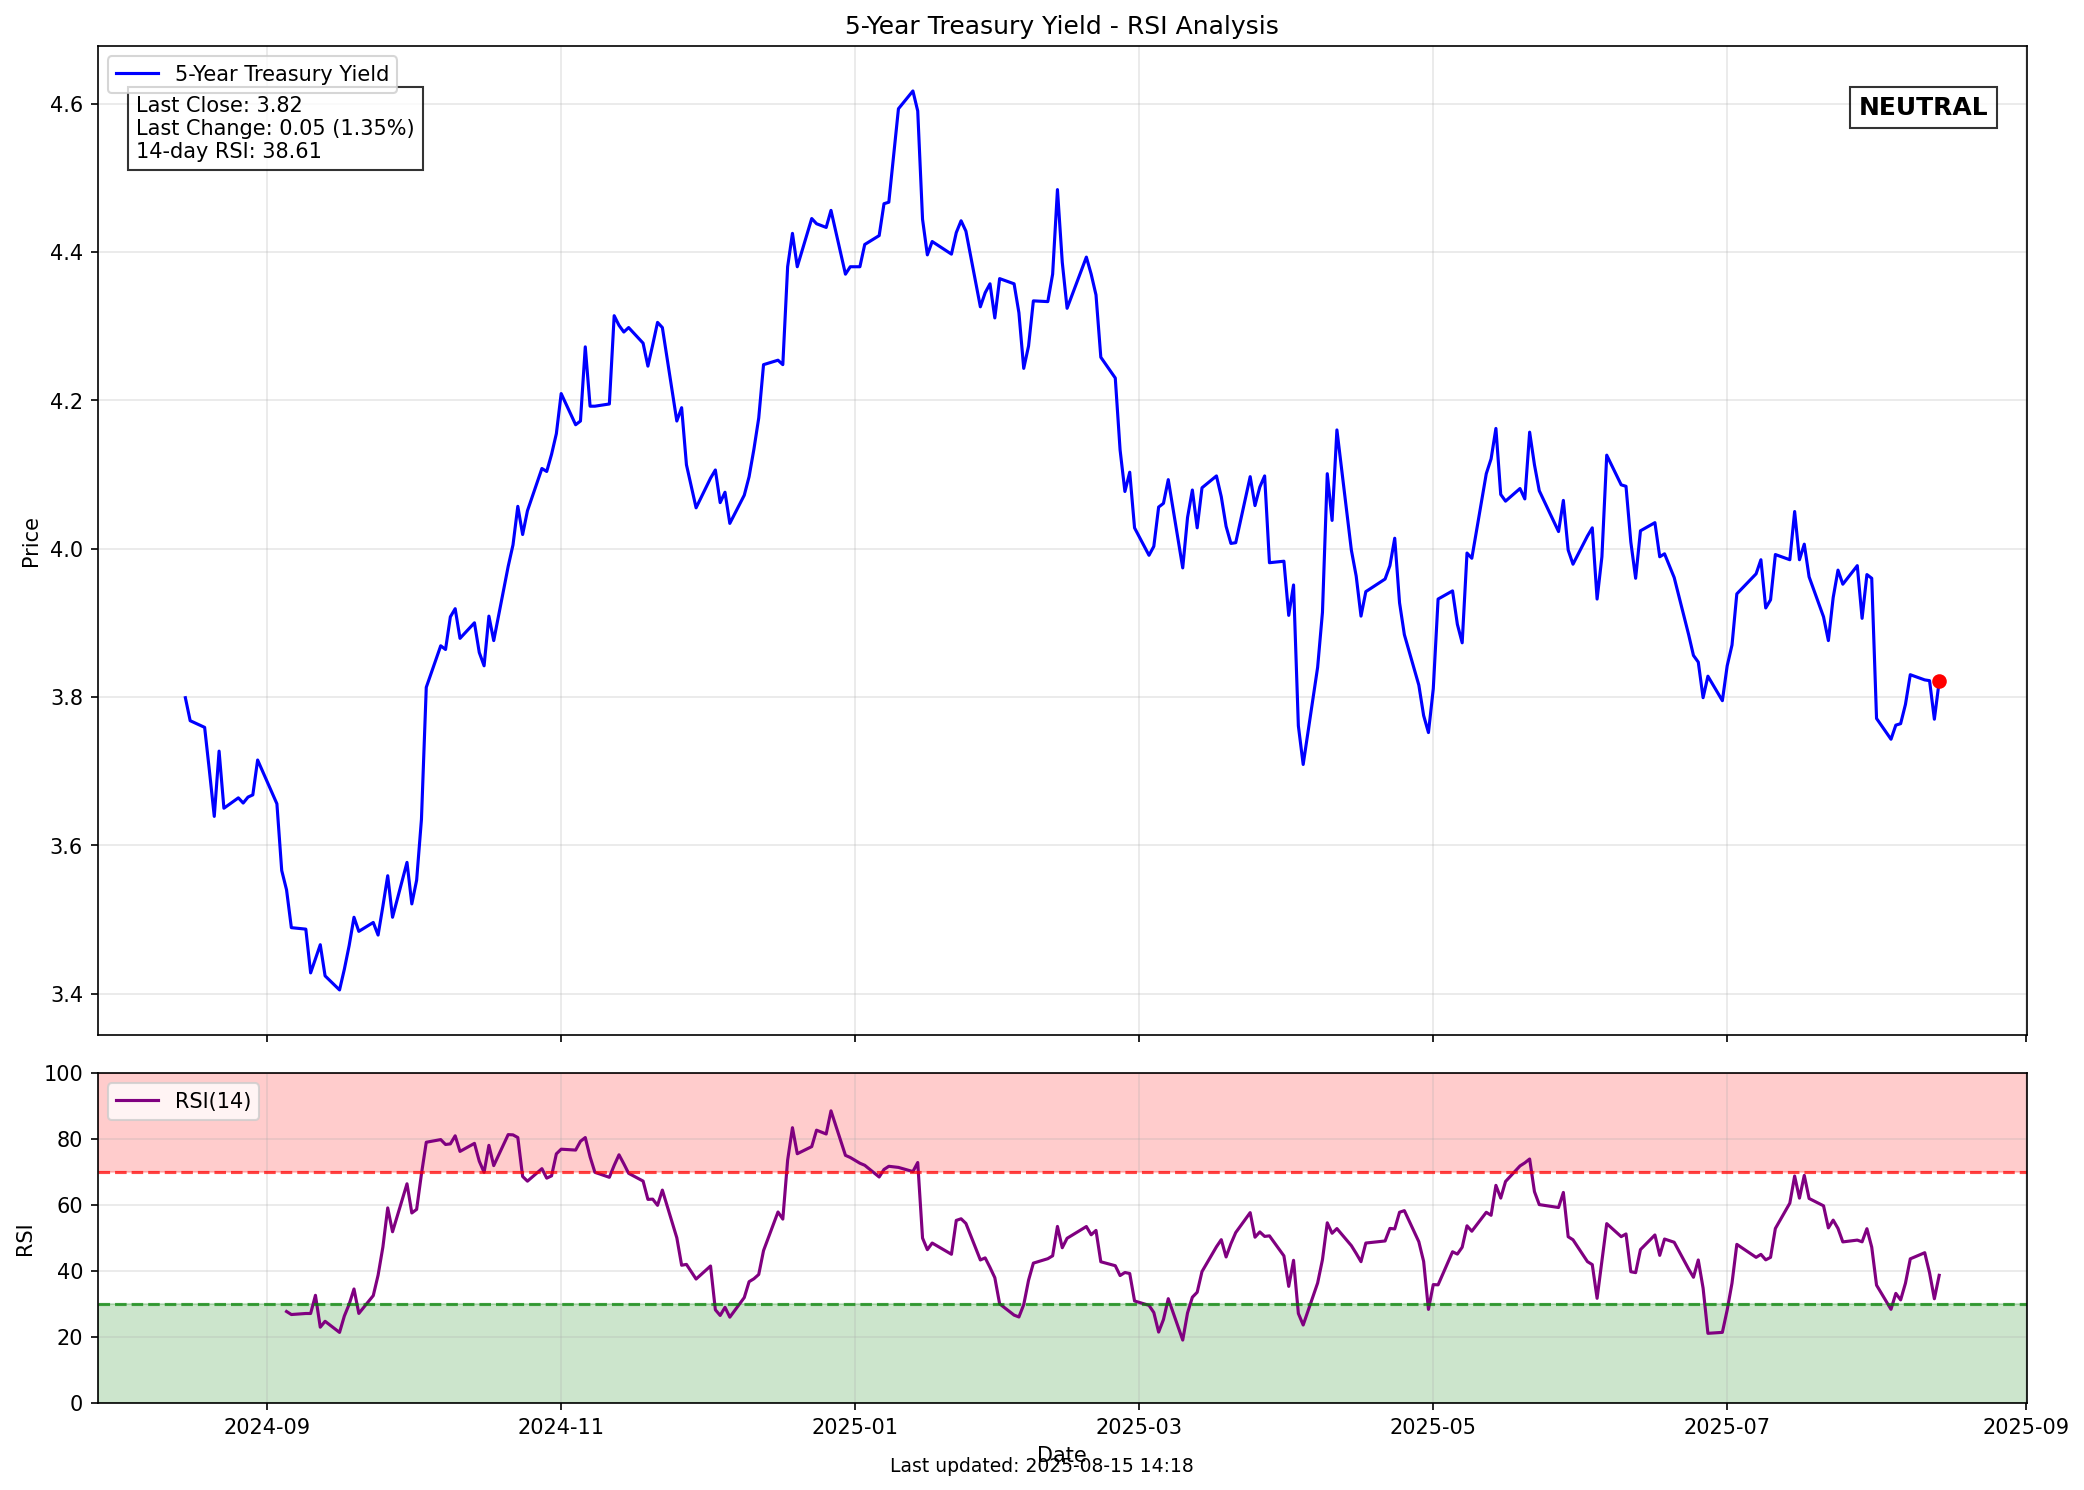 5-Year Treasury Yield - RSI Analysis
5-Year Treasury Yield
Last Close: 3.82
Last Change: 0.05 (1.35%)
14-day RSI: 38.61
NEUTRAL
4.6
4.4
4.2
4.0
3.8
3.6
3.4
Price
RSI(14)
100
80
60
40
20
0
RSI
2024-09
2024-11
2025-01
2025-03
2025-05
2025-07
2025-09
Date
Last updated: 2025-08-15 14:18